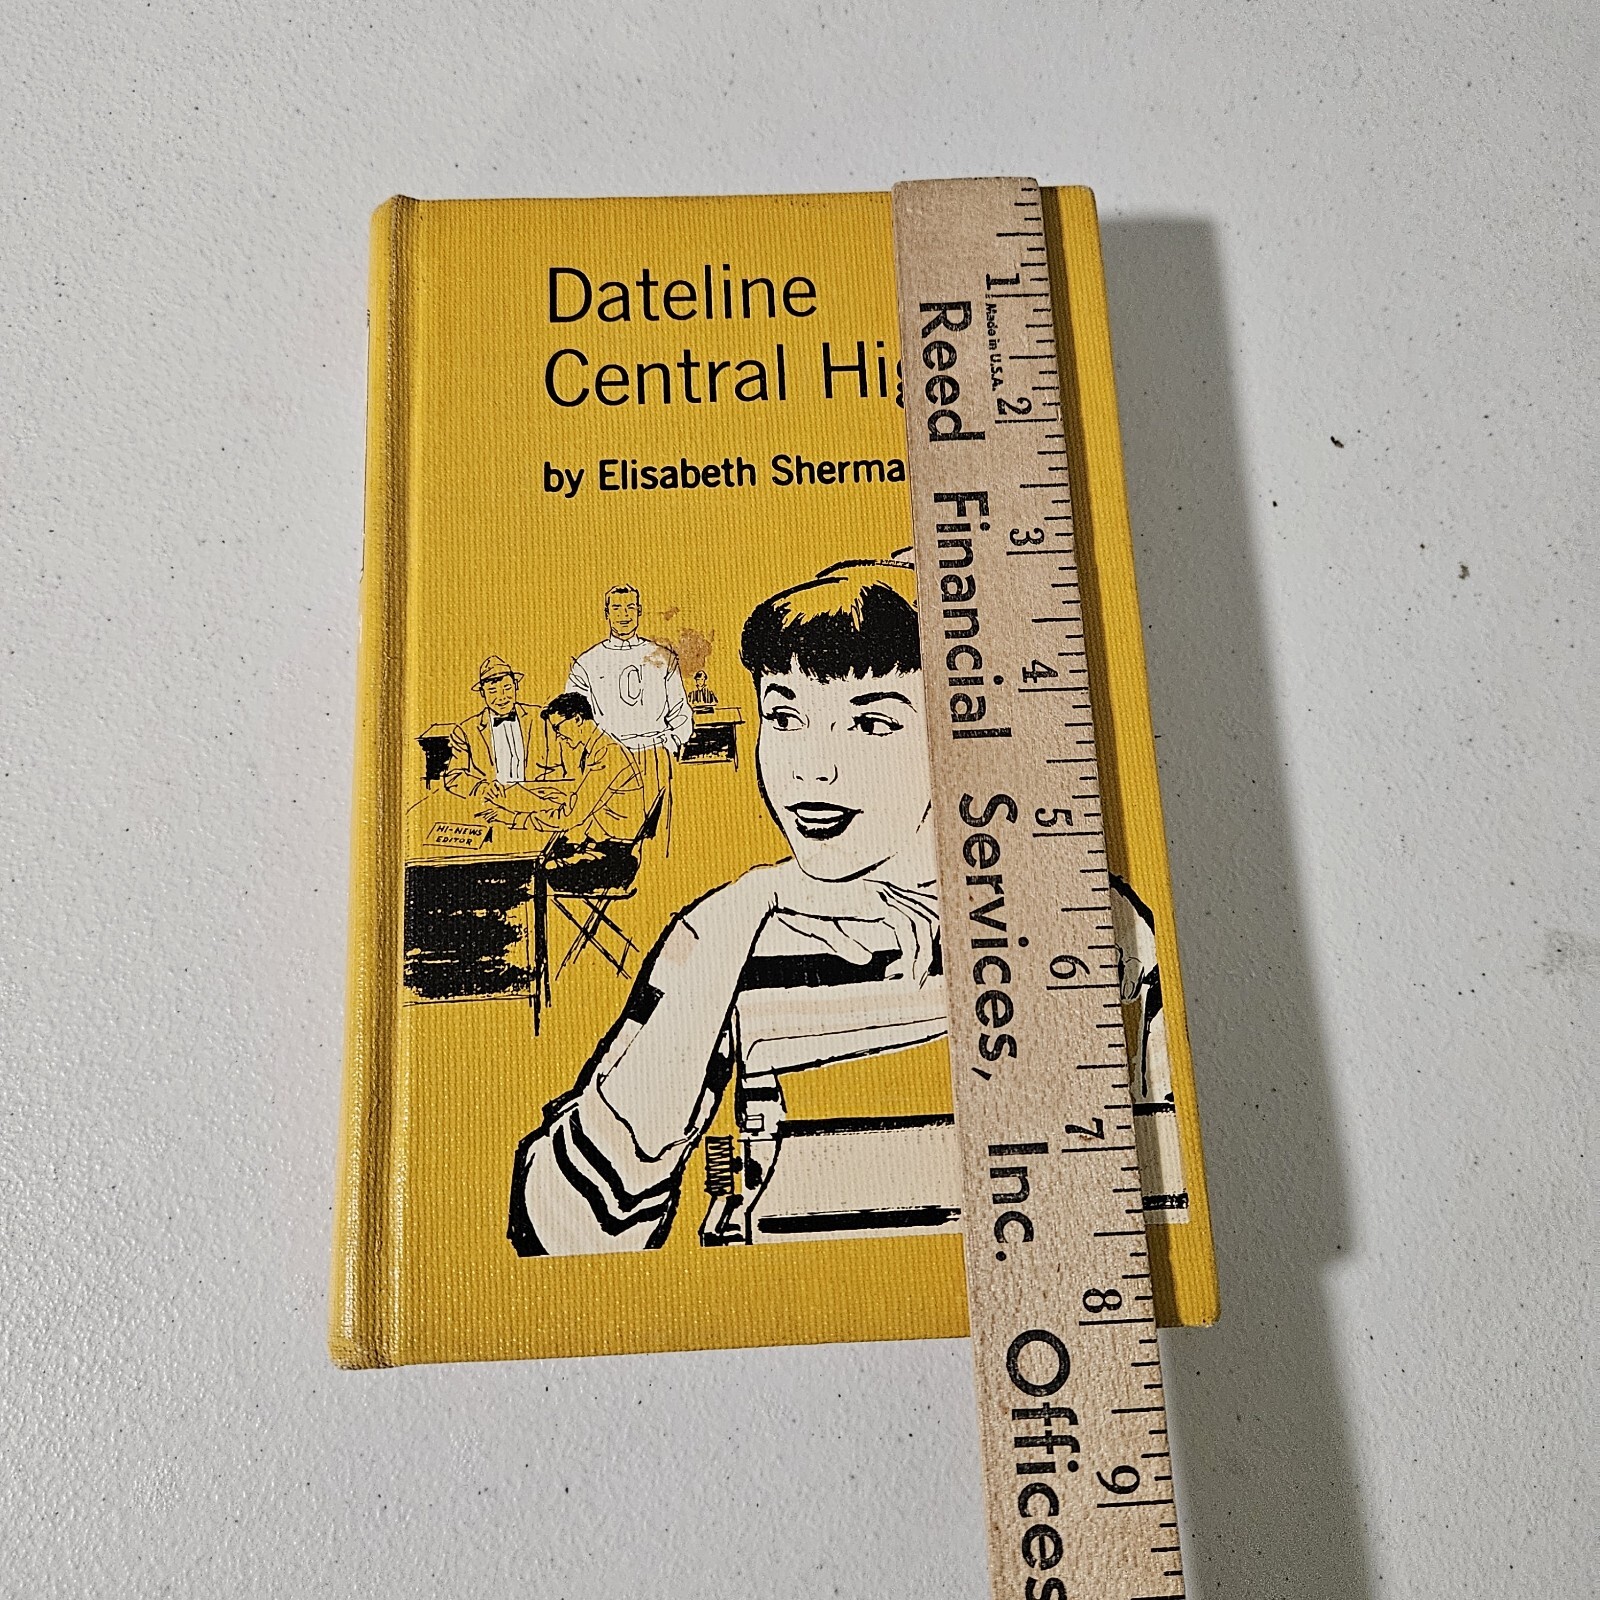 Dateline
Central Hig
by Elisabeth Sherma
C
HI-NEWS
EDITOR
Reed Financial Services, Inc. Offices
Made in U.S.A.
1 2 3 4 5 6 7 8 9